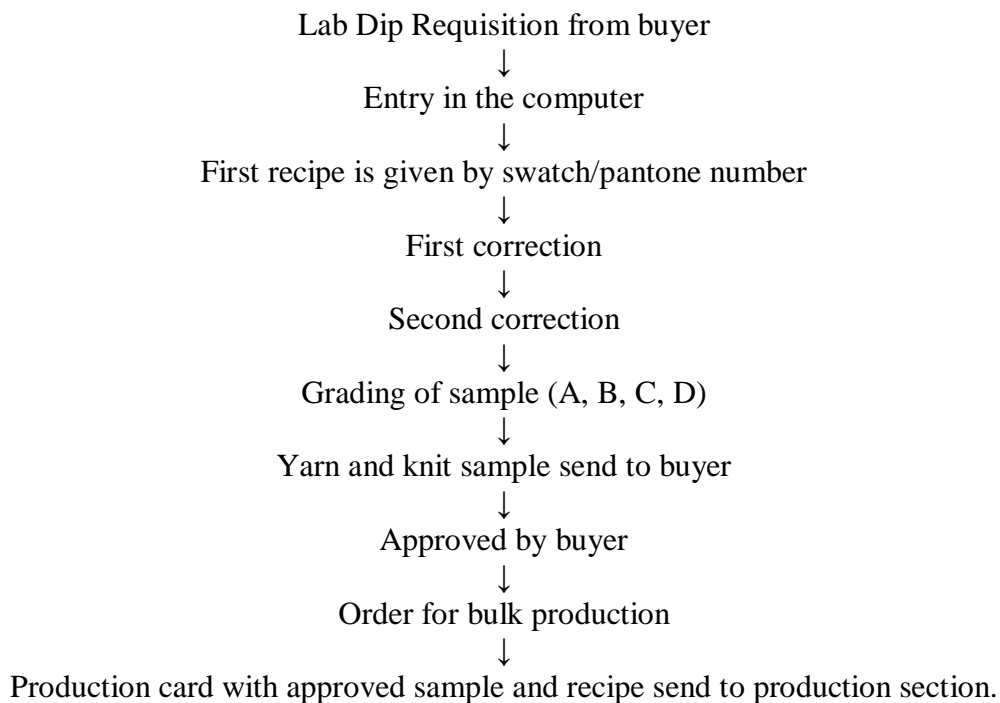 Lab Dip Requisition from buyer
↓
Entry in the computer
↓
First recipe is given by swatch/pantone number
↓
First correction
↓
Second correction
↓
Grading of sample (A, B, C, D)
↓
Yarn and knit sample send to buyer
↓
Approved by buyer
↓
Order for bulk production
↓
Production card with approved sample and recipe send to production section.